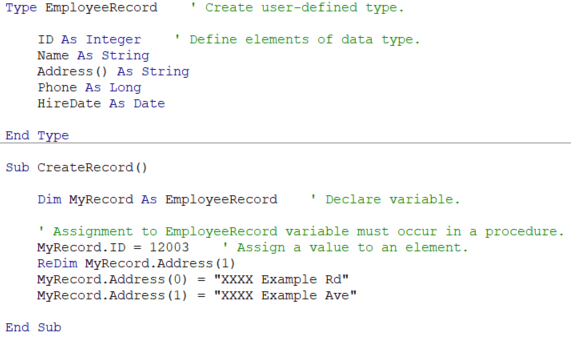 Type EmployeeRecord    ' Create user-defined type.
    ID As Integer    ' Define elements of data type.
    Name As String
    Address() As String
    Phone As Long
    HireDate As Date
End Type
Sub CreateRecord()
    Dim MyRecord As EmployeeRecord    ' Declare variable.
    ' Assignment to EmployeeRecord variable must occur in a procedure.
    MyRecord.ID = 12003    ' Assign a value to an element.
    ReDim MyRecord.Address(1)
    MyRecord.Address(0) = "XXXX Example Rd"
    MyRecord.Address(1) = "XXXX Example Ave"
End Sub